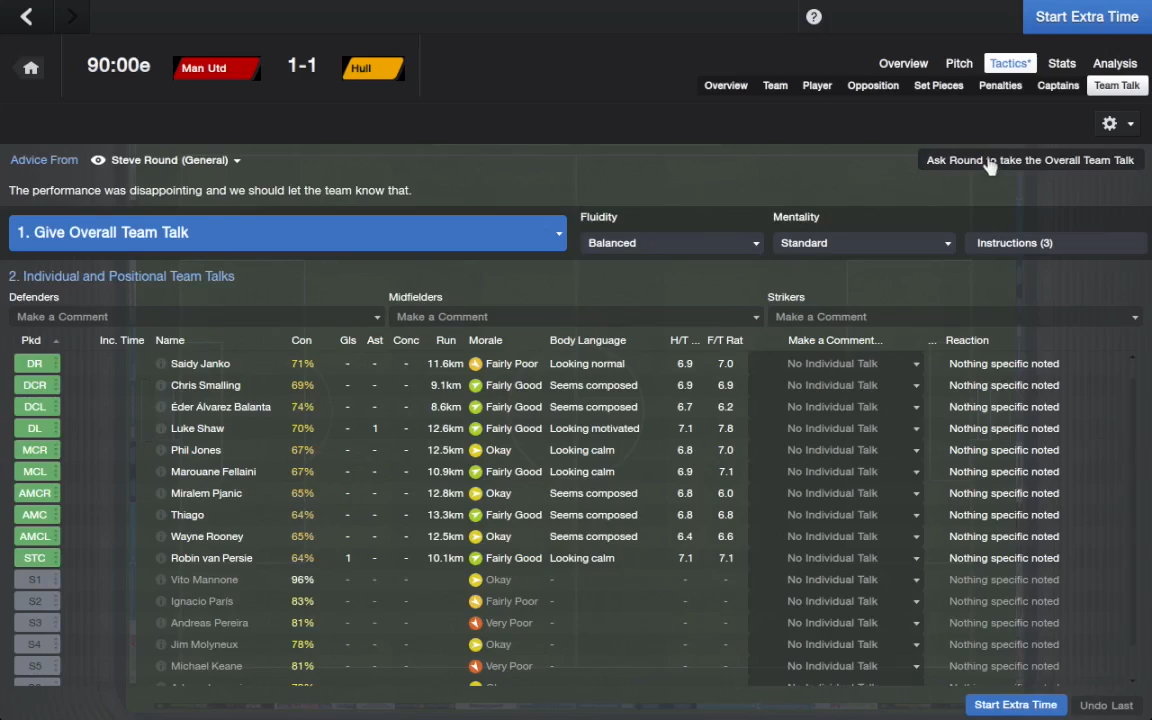 Start Extra Time
90:00e Man Utd 1-1 Hull
Overview Pitch Tactics* Stats Analysis
Overview Team Player Opposition Set Pieces Penalties Captains Team Talk
Advice From Steve Round (General)
Ask Round to take the Overall Team Talk
The performance was disappointing and we should let the team know that.
Fluidity Mentality
1. Give Overall Team Talk Balanced Standard Instructions (3)
2. Individual and Positional Team Talks
Defenders Midfielders Strikers
Make a Comment Make a Comment Make a Comment
Pkd Inc. Time Name Con Gls Ast Conc Run Morale Body Language H/T ... F/T Rat Make a Comment... ... Reaction
DR Saidy Janko 71% - - - 11.6km Fairly Poor Looking normal 6.9 7.0 No Individual Talk Nothing specific noted
DCR Chris Smalling 69% - - - 9.1km Fairly Good Seems composed 6.9 6.9 No Individual Talk Nothing specific noted
DCL Éder Álvarez Balanta 74% - - - 8.6km Fairly Good Seems composed 6.7 6.2 No Individual Talk Nothing specific noted
DL Luke Shaw 70% - 1 - 12.6km Fairly Good Looking motivated 7.1 7.8 No Individual Talk Nothing specific noted
MCR Phil Jones 67% - - - 12.5km Okay Looking calm 6.8 7.0 No Individual Talk Nothing specific noted
MCL Marouane Fellaini 67% - - - 10.9km Fairly Good Looking calm 6.9 7.1 No Individual Talk Nothing specific noted
AMCR Miralem Pjanic 65% - - - 12.8km Okay Seems composed 6.8 6.0 No Individual Talk Nothing specific noted
AMC Thiago 64% - - - 13.3km Fairly Good Seems composed 6.8 6.8 No Individual Talk Nothing specific noted
AMCL Wayne Rooney 65% - - - 12.5km Okay Seems composed 6.4 6.6 No Individual Talk Nothing specific noted
STC Robin van Persie 64% 1 - - 10.1km Fairly Good Looking calm 7.1 7.1 No Individual Talk Nothing specific noted
S1 Vito Mannone 96% - - - - Okay - - - No Individual Talk Nothing specific noted
S2 Ignacio París 83% - - - - Fairly Poor - - - No Individual Talk Nothing specific noted
S3 Andreas Pereira 81% - - - - Very Poor - - - No Individual Talk Nothing specific noted
S4 Jim Molyneux 78% - - - - Okay - - - No Individual Talk Nothing specific noted
S5 Michael Keane 81% - - - - Very Poor - - - No Individual Talk Nothing specific noted
Start Extra Time Undo Last